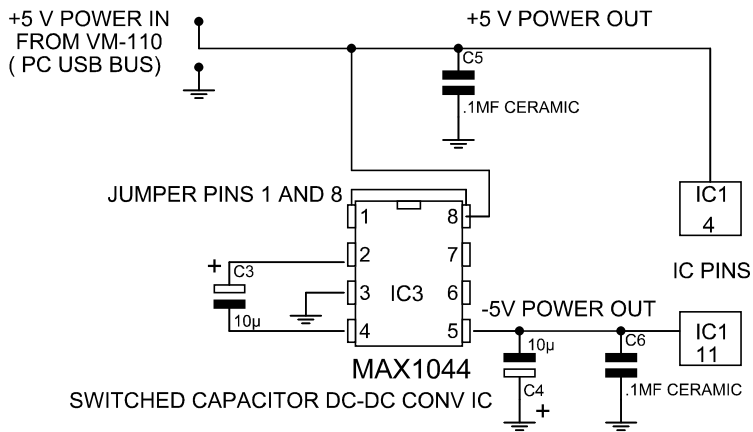 +5 V POWER IN
FROM VM-110
( PC USB BUS)
+5 V POWER OUT
C5
.1MF CERAMIC
JUMPER PINS 1 AND 8
IC1
4
1
8
2
7
+
C3
IC PINS
3
IC3
6
-5V POWER OUT
10µ
4
5
10µ
C6
IC1
11
MAX1044
C4
.1MF CERAMIC
SWITCHED CAPACITOR DC-DC CONV IC
+